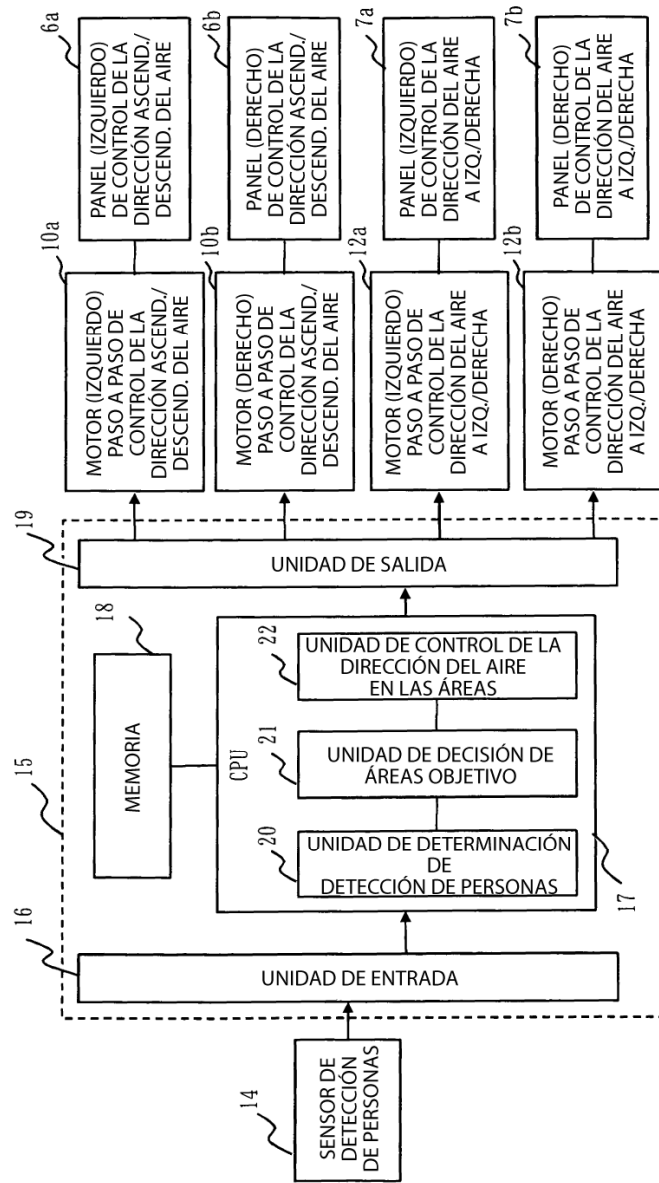 14
SENSOR DE
DETECCIÓN
DE PERSONAS
15
16
UNIDAD DE ENTRADA
MEMORIA
18
CPU
17
20
UNIDAD DE DETERMINACIÓN
DE
DETECCIÓN DE PERSONAS
21
UNIDAD DE DECISIÓN DE
ÁREAS OBJETIVO
22
UNIDAD DE CONTROL DE LA
DIRECCIÓN DEL AIRE
EN LAS ÁREAS
19
UNIDAD DE SALIDA
10a
MOTOR (IZQUIERDO)
PASO A PASO DE
CONTROL DE LA
DIRECCIÓN ASCEND./
DESCEND. DEL AIRE
10b
MOTOR (DERECHO)
PASO A PASO DE
CONTROL DE LA
DIRECCIÓN ASCEND./
DESCEND. DEL AIRE
12a
MOTOR (IZQUIERDO)
PASO A PASO DE
CONTROL DE LA
DIRECCIÓN DEL AIRE
A IZQ./DERECHA
12b
MOTOR (DERECHO)
PASO A PASO DE
CONTROL DE LA
DIRECCIÓN DEL AIRE
A IZQ./DERECHA
6a
PANEL (IZQUIERDO)
DE CONTROL DE LA
DIRECCIÓN ASCEND./
DESCEND. DEL AIRE
6b
PANEL (DERECHO)
DE CONTROL DE LA
DIRECCIÓN ASCEND./
DESCEND. DEL AIRE
7a
PANEL (IZQUIERDO)
DE CONTROL DE LA
DIRECCIÓN DEL AIRE
A IZQ./DERECHA
7b
PANEL (DERECHO)
DE CONTROL DE LA
DIRECCIÓN DEL AIRE
A IZQ./DERECHA